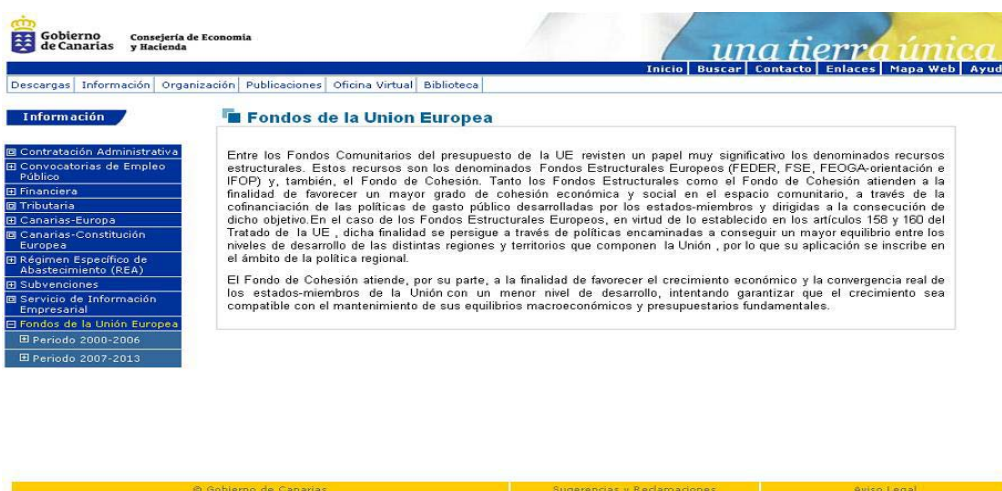 Gobierno de Canarias
Consejería de Economía y Hacienda
una tierra única
Inicio Buscar Contacto Enlaces Mapa Web Ayud
Descargas Información Organización Publicaciones Oficina Virtual Biblioteca
Información
Contratación Administrativa
Convocatorias de Empleo
Público
Financiera
Tributaria
Canarias-Europa
Canarias-Constitución
Europea
Régimen Específico de
Abastecimiento (REA)
Subvenciones
Servicio de Información
Empresarial
Fondos de la Unión Europea
Periodo 2000-2006
Periodo 2007-2013
Fondos de la Union Europea
Entre los Fondos Comunitarios del presupuesto de la UE revisten un papel muy significativo los denominados recursos
estructurales. Estos recursos son los denominados Fondos Estructurales Europeos (FEDER, FSE, FEOGA-orientación e
IFOP) y, también, el Fondo de Cohesión. Tanto los Fondos Estructurales como el Fondo de Cohesión atienden a la
finalidad de favorecer un mayor grado de cohesión económica y social en el espacio comunitario, a través de la
cofinanciación de las políticas de gasto público desarrolladas por los estados-miembros y dirigidas a la consecución de
dicho objetivo.En el caso de los Fondos Estructurales Europeos, en virtud de lo establecido en los artículos 158 y 160 del
Tratado de la UE , dicha finalidad se persigue a través de políticas encaminadas a conseguir un mayor equilibrio entre los
niveles de desarrollo de las distintas regiones y territorios que componen la Unión , por lo que su aplicación se inscribe en
el ámbito de la política regional.
El Fondo de Cohesión atiende, por su parte, a la finalidad de favorecer el crecimiento económico y la convergencia real de
los estados-miembros de la Unión con un menor nivel de desarrollo, intentando garantizar que el crecimiento sea
compatible con el mantenimiento de sus equilibrios macroeconómicos y presupuestarios fundamentales.
© Gobierno de Canarias Sugerencias y Reclamaciones Aviso Legal